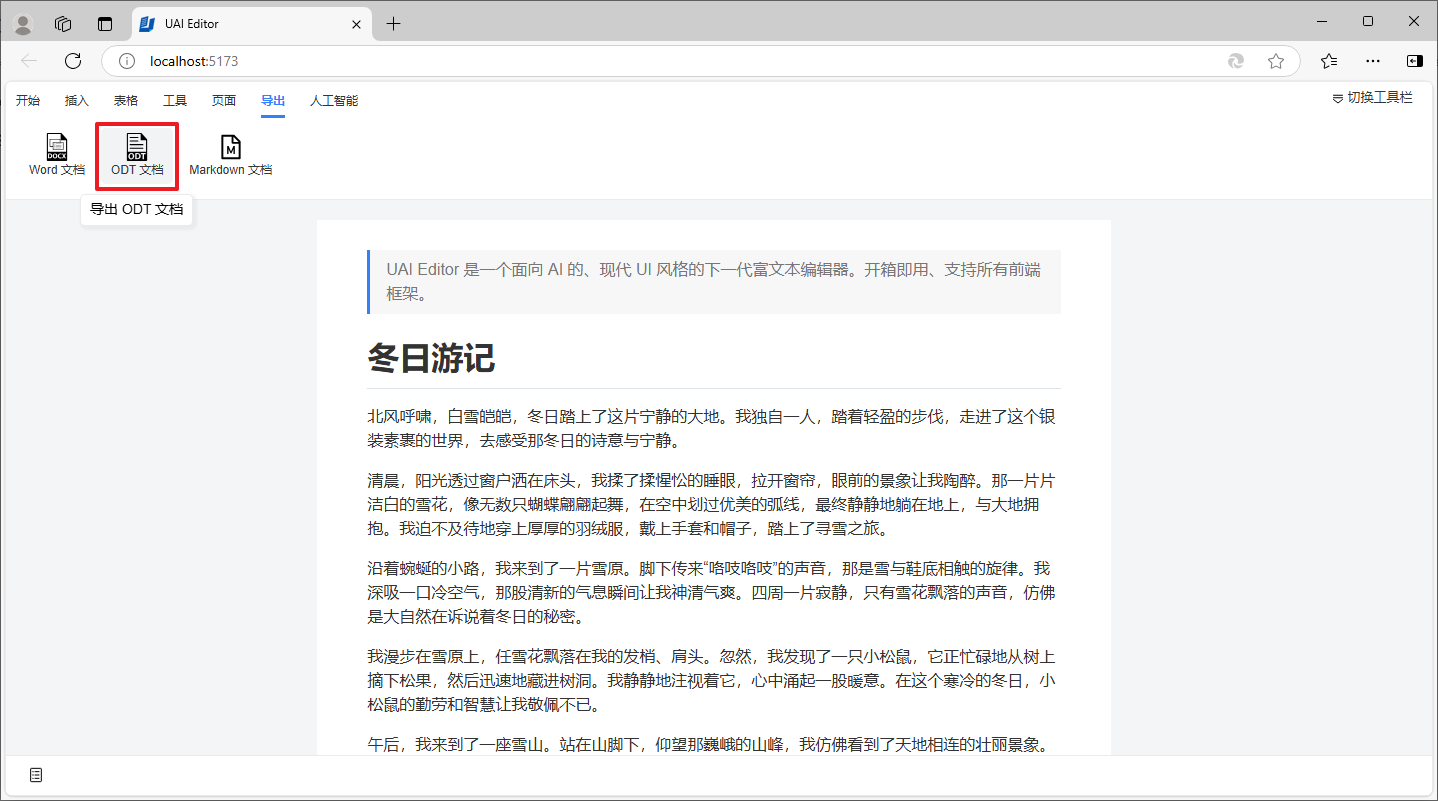 UAI Editor
localhost:5173
开始 插入 表格 工具 页面 导出 人工智能
切换工具栏
DOCX ODT M
Word 文档 ODT 文档 Markdown 文档
导出 ODT 文档
UAI Editor 是一个面向 AI 的、现代 UI 风格的下一代富文本编辑器。开箱即用、支持所有前端
框架。
冬日游记
北风呼啸，白雪皑皑，冬日踏上了这片宁静的大地。我独自一人，踏着轻盈的步伐，走进了这个银
装素裹的世界，去感受那冬日的诗意与宁静。
清晨，阳光透过窗户洒在床头，我揉了揉惺忪的睡眼，拉开窗帘，眼前的景象让我陶醉。那一片片
洁白的雪花，像无数只蝴蝶翩翩起舞，在空中划过优美的弧线，最终静静地躺在地上，与大地拥
抱。我迫不及待地穿上厚厚的羽绒服，戴上手套和帽子，踏上了寻雪之旅。
沿着蜿蜒的小路，我来到了一片雪原。脚下传来“咯吱咯吱”的声音，那是雪与鞋底相触的旋律。我
深吸一口冷空气，那股清新的气息瞬间让我神清气爽。四周一片寂静，只有雪花飘落的声音，仿佛
是大自然在诉说着冬日的秘密。
我漫步在雪原上，任雪花飘落在我的发梢、肩头。忽然，我发现了一只小松鼠，它正忙碌地从树上
摘下松果，然后迅速地藏进树洞。我静静地注视着它，心中涌起一股暖意。在这个寒冷的冬日，小
松鼠的勤劳和智慧让我敬佩不已。
午后，我来到了一座雪山。站在山脚下，仰望那巍峨的山峰，我仿佛看到了天地相连的壮丽景象。